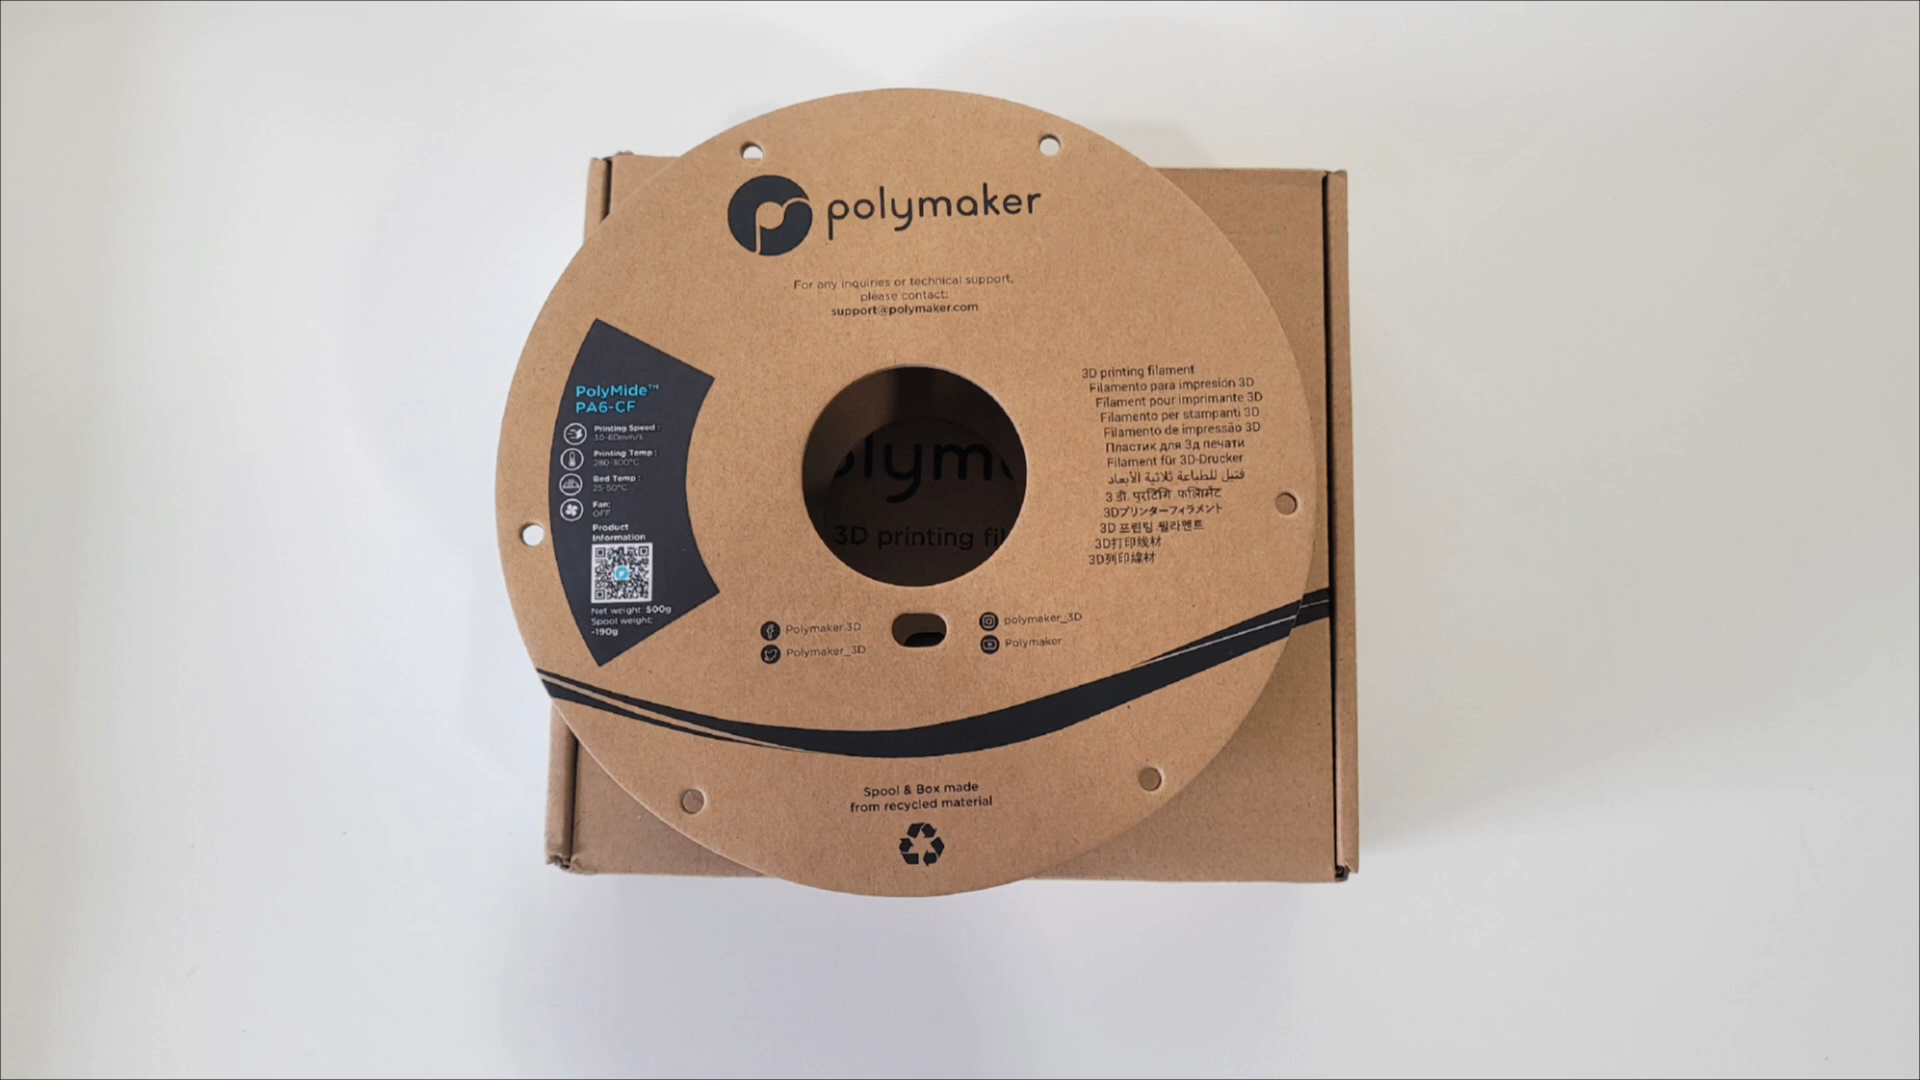 polymaker
For any inquiries or technical support,
please contact:
support@polymaker.com
PolyMide™
PA6-CF
Printing Speed :
30-60mm/s
Printing Temp :
280-300°C
Bed Temp :
25-50°C
Fan:
OFF
Product
Information
Net weight: 500g
Spool weight:
~190g
3D printing filament
Filamento para impresión 3D
Filament pour imprimante 3D
Filamento per stampanti 3D
Filamento de impressão 3D
Пластик для 3д печати
Filament für 3D-Drucker
فتيل للطباعة ثلاثية الأبعاد
3 डी
3Dプリンターフィラメント
3D 프린팅 필라멘트
3D打印线材
3D列印線材
olym
3D printing fil
Polymaker.3D
Polymaker_3D
polymaker_3D
Polymaker
Spool & Box made
from recycled material